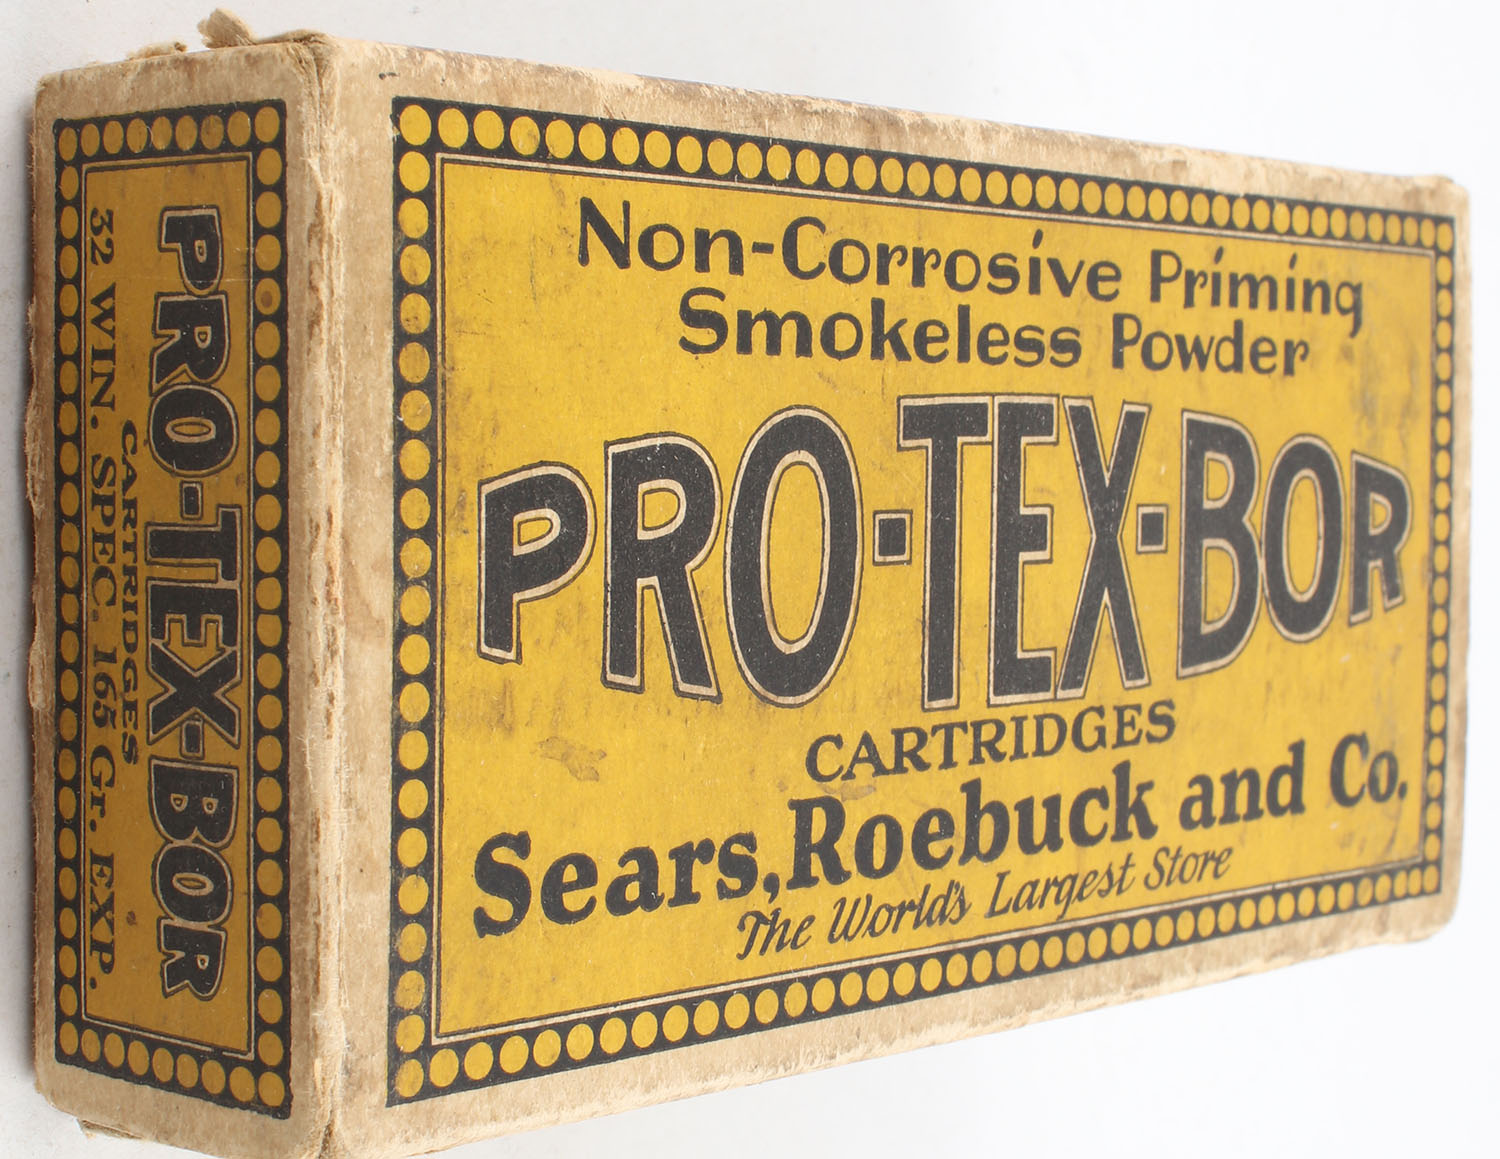 Non-Corrosive Priming
Smokeless Powder
PRO-TEX-BOR
CARTRIDGES
Sears, Roebuck and Co.
The World's Largest Store
PRO-TEX-BOR
CARTRIDGES
32 WIN. SPEC. 165 Gr. EXP.